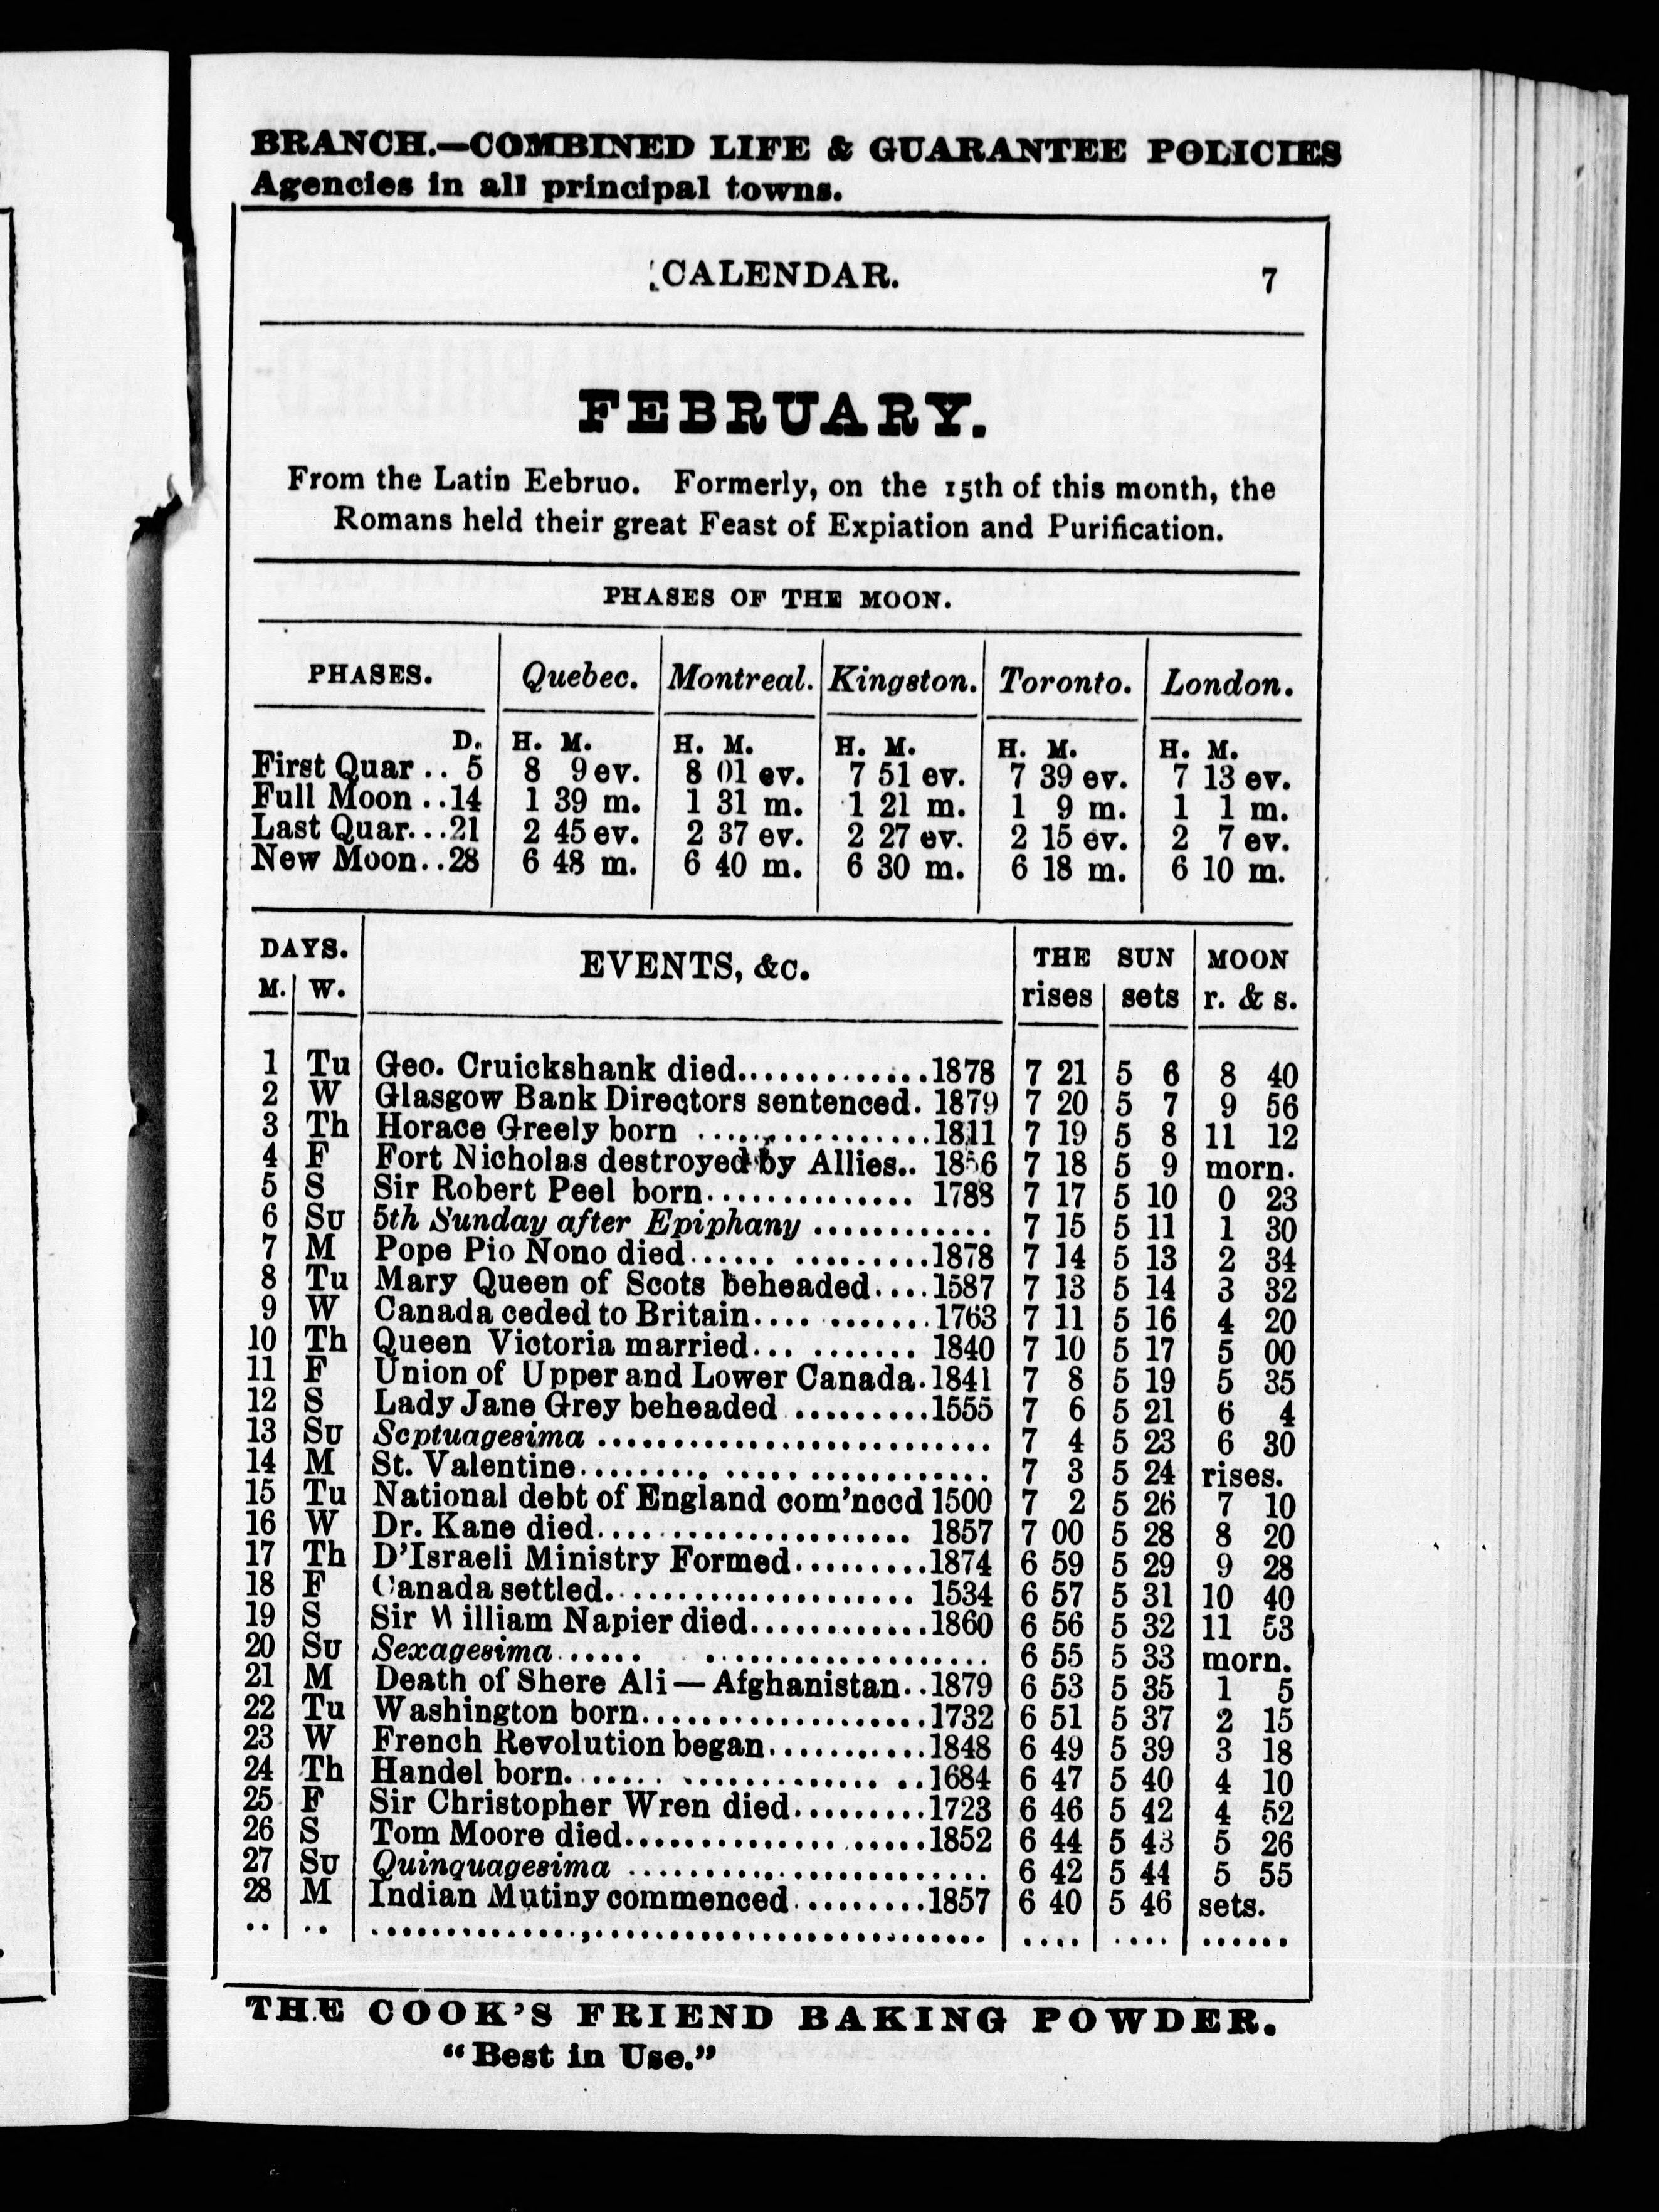 BRANCH.—COMBINED LIFE & GUARANTEE POLICIES
Agencies in all principal towns.
CALENDAR. 7
FEBRUARY.
From the Latin Eebruo. Formerly, on the 15th of this month, the
Romans held their great Feast of Expiation and Purification.
PHASES OF THE MOON.
PHASES. Quebec. Montreal. Kingston. Toronto. London.
D. H. M. H. M. H. M. H. M. H. M.
First Quar .. 5 8 9 ev. 8 01 ev. 7 51 ev. 7 39 ev. 7 13 ev.
Full Moon ..14 1 39 m. 1 31 m. 1 21 m. 1 9 m. 1 1 m.
Last Quar...21 2 45 ev. 2 37 ev. 2 27 ev. 2 15 ev. 2 7 ev.
New Moon..28 6 48 m. 6 40 m. 6 30 m. 6 18 m. 6 10 m.
DAYS. EVENTS, &c. THE SUN MOON
M. W. rises sets r. & s.
1 Tu Geo. Cruickshank died..............1878 7 21 5 6 8 40
2 W Glasgow Bank Directors sentenced. 1879 7 20 5 7 9 56
3 Th Horace Greely born ................1811 7 19 5 8 11 12
4 F Fort Nicholas destroyed by Allies.. 1856 7 18 5 9 morn.
5 S Sir Robert Peel born............... 1788 7 17 5 10 0 23
6 Su 5th Sunday after Epiphany ............. 7 15 5 11 1 30
7 M Pope Pio Nono died...... ..........1878 7 14 5 13 2 34
8 Tu Mary Queen of Scots beheaded....1587 7 13 5 14 3 32
9 W Canada ceded to Britain.... ........1763 7 11 5 16 4 20
10 Th Queen Victoria married... ....... 1840 7 10 5 17 5 00
11 F Union of Upper and Lower Canada.1841 7 8 5 19 5 35
12 S Lady Jane Grey beheaded ..........1555 7 6 5 21 6 4
13 Su Scptuagesima ............................ 7 4 5 23 6 30
14 M St. Valentine......... ..... ............. 7 3 5 24 rises.
15 Tu National debt of England com'nccd 1500 7 2 5 26 7 10
16 W Dr. Kane died...................... 1857 7 00 5 28 8 20
17 Th D'Israeli Ministry Formed..........1874 6 59 5 29 9 28
18 F Canada settled..................... 1534 6 57 5 31 10 40
19 S Sir William Napier died............1860 6 56 5 32 11 53
20 Su Sexagesima...... ................... 6 55 5 33 morn.
21 M Death of Shere Ali—Afghanistan..1879 6 53 5 35 1 5
22 Tu Washington born...................1732 6 51 5 37 2 15
23 W French Revolution began...........1848 6 49 5 39 3 18
24 Th Handel born....... .............. ..1684 6 47 5 40 4 10
25 F Sir Christopher Wren died.........1723 6 46 5 42 4 52
26 S Tom Moore died............... .....1852 6 44 5 43 5 26
27 Su Quinquagesima ......................... 6 42 5 44 5 55
28 M Indian Mutiny commenced..........1857 6 40 5 46 sets.
.. .. ......................................... .... .... ......
THE COOK'S FRIEND BAKING POWDER.
"Best in Use."